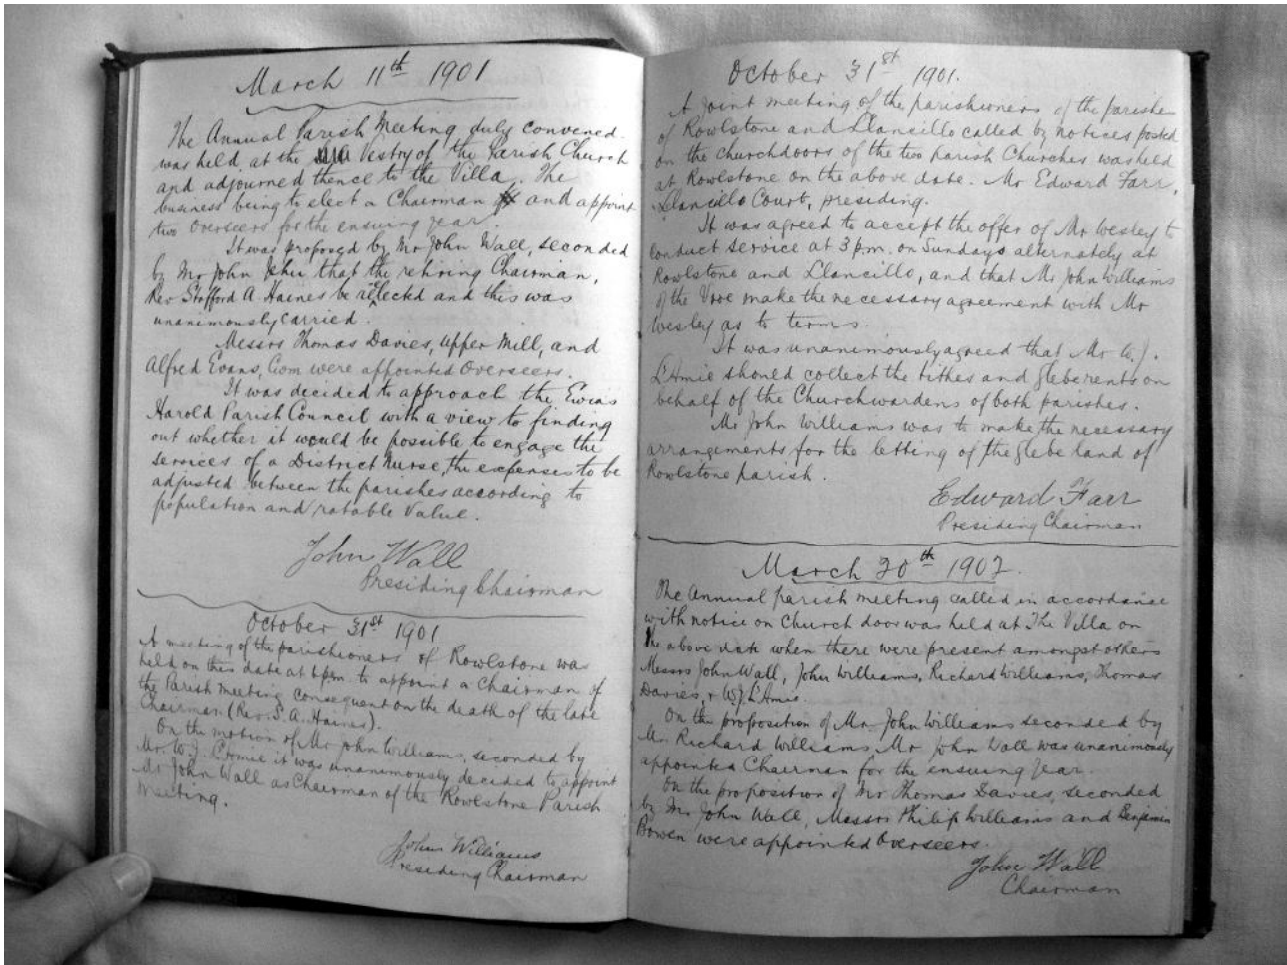 March 11th 1901
The Annual Parish Meeting duly convened
was held at the Vestry of the Parish Church
and adjourned thence to the Villa. The
business being to elect a Chairman and appoint
two Overseers for the ensuing year.
It was proposed by Mr John Wall, seconded
by Mr John Jehu that the retiring Chairman,
Rev Stafford A. Haines be reelected and this was
unanimously carried.
Messrs Thomas Davies, Upper Mill, and
Alfred Evans, Cwm were appointed Overseers.
It was decided to approach the Ewias
Harold Parish Council with a view to finding
out whether it would be possible to engage the
services of a District Nurse, the expenses to be
adjusted between the parishes according to
population and ratable value.
John Wall
Presiding Chairman
October 31st 1901
A meeting of the parishioners of Rowlstone was
held on this date at 6 pm to appoint a Chairman of
the Parish Meeting consequent on the death of the late
Chairman (Rev. S. A. Haines).
On the motion of Mr John Williams, seconded by
Mr. W. J. L'Amie it was unanimously decided to appoint
Mr John Wall as Chairman of the Rowlstone Parish
Meeting.
John Williams
Presiding Chairman
October 31st 1901.
A joint meeting of the parishioners of the parishes
of Rowlstone and Llancillo called by notices posted
on the church doors of the two parish Churches was held
at Rowlstone on the above date. Mr Edward Farr,
Llancillo Court, presiding.
It was agreed to accept the offer of Mr Wesley to
conduct service at 3 p.m. on Sundays alternately at
Rowlstone and Llancillo, and that Mr John Williams
of the Vroe make the necessary agreement with Mr
Wesley as to terms.
It was unanimously agreed that Mr W. J.
L'Amie should collect the tithes and glebe rents on
behalf of the Churchwardens of both parishes.
Mr John Williams was to make the necessary
arrangements for the letting of the glebe land of
Rowlstone parish.
Edward Farr
Presiding Chairman
March 20th 1902.
The Annual parish meeting called in accordance
with notice on Church door was held at The Villa on
the above date when there were present amongst others
Messrs John Wall, John Williams, Richard Williams, Thomas
Davies, & W. J. L'Amie.
On the proposition of Mr John Williams seconded by
Mr Richard Williams, Mr John Wall was unanimously
appointed Chairman for the ensuing year.
On the proposition of Mr Thomas Davies, seconded
by Mr John Wall, Messrs Philip Williams and Benjamin
Bowen were appointed Overseers.
John Wall
Chairman